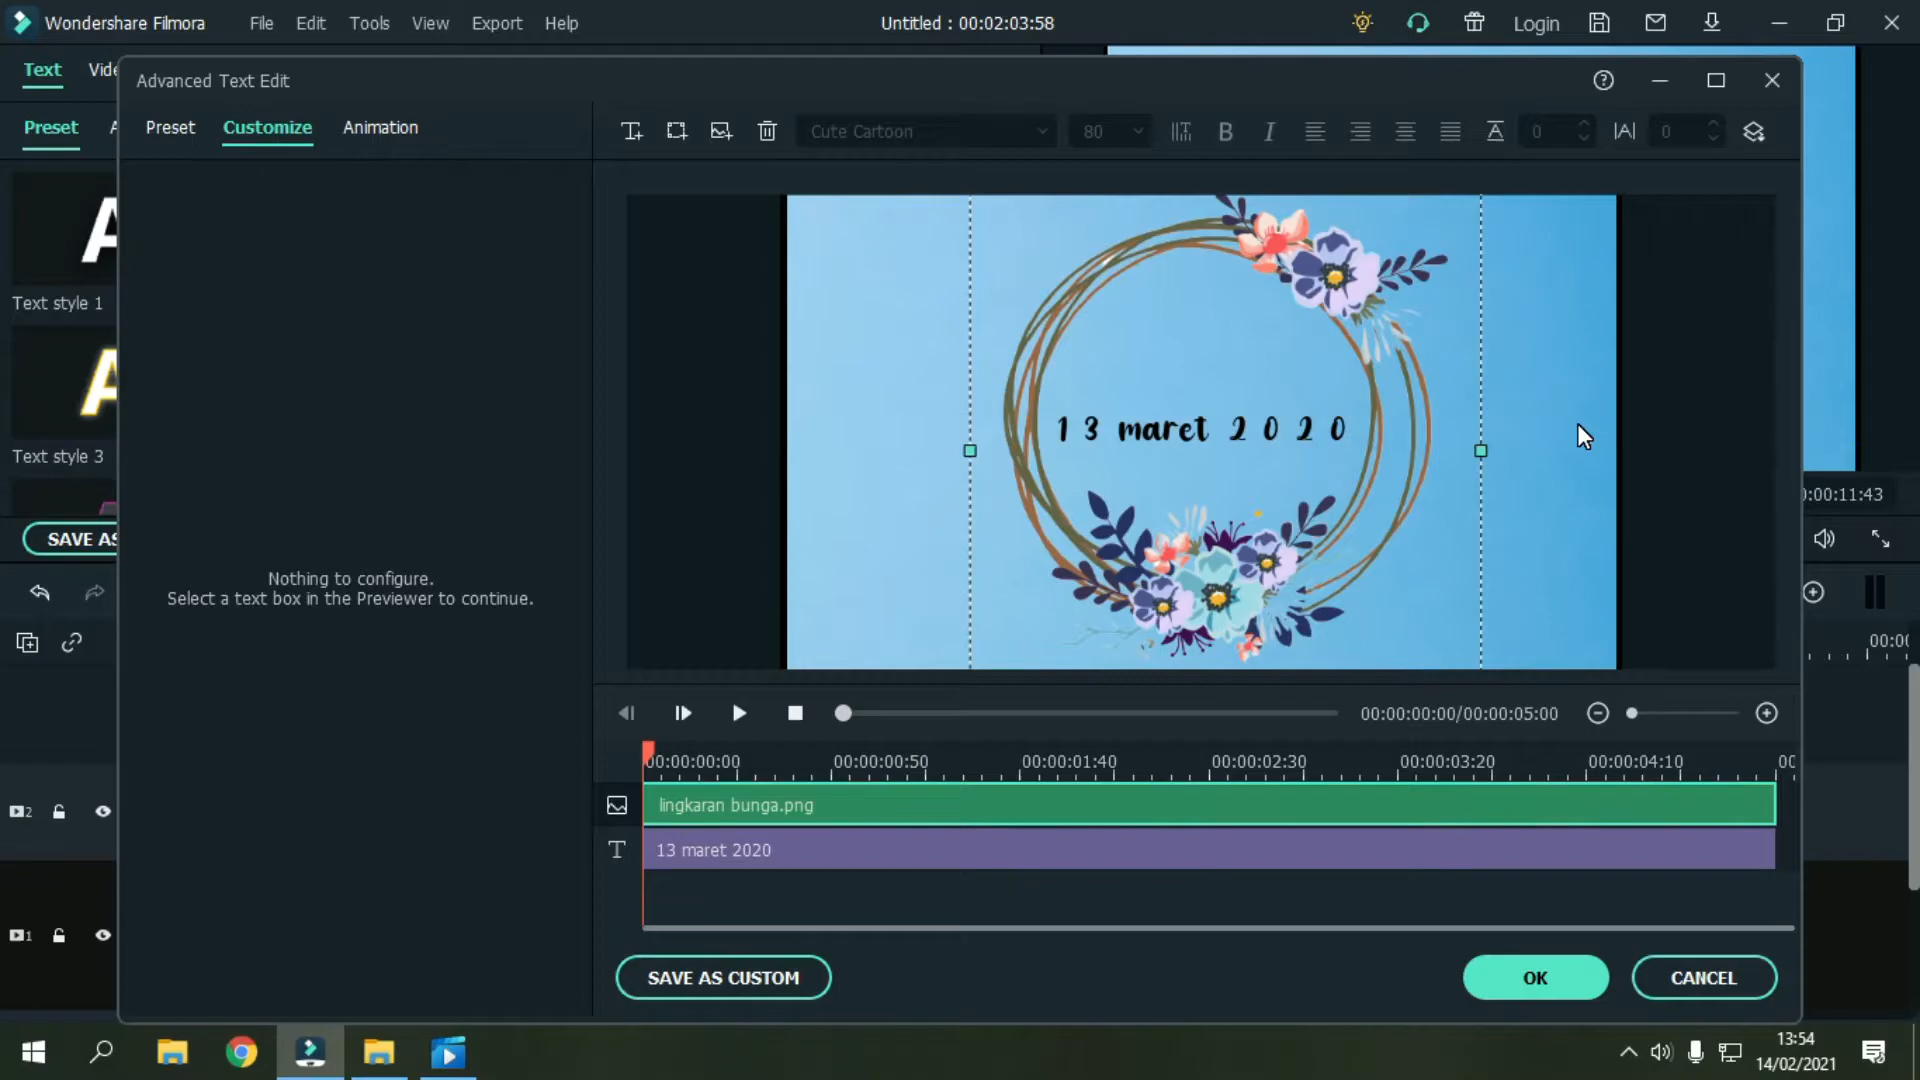 Wondershare Filmora File Edit Tools View Export Help Untitled : 00:02:03:58 Login
Text
Advanced Text Edit
Preset
Preset Customize Animation
Cute Cartoon 80 0 0
Text style 1
Text style 3
SAVE AS
13 maret 2020
Nothing to configure.
Select a text box in the Previewer to continue.
:00:11:43
00:00:00:00/00:00:05:00
00:00:00:00 00:00:00:50 00:00:01:40 00:00:02:30 00:00:03:20 00:00:04:10
lingkaran bunga.png
13 maret 2020
2
1
SAVE AS CUSTOM OK CANCEL
13:54
14/02/2021